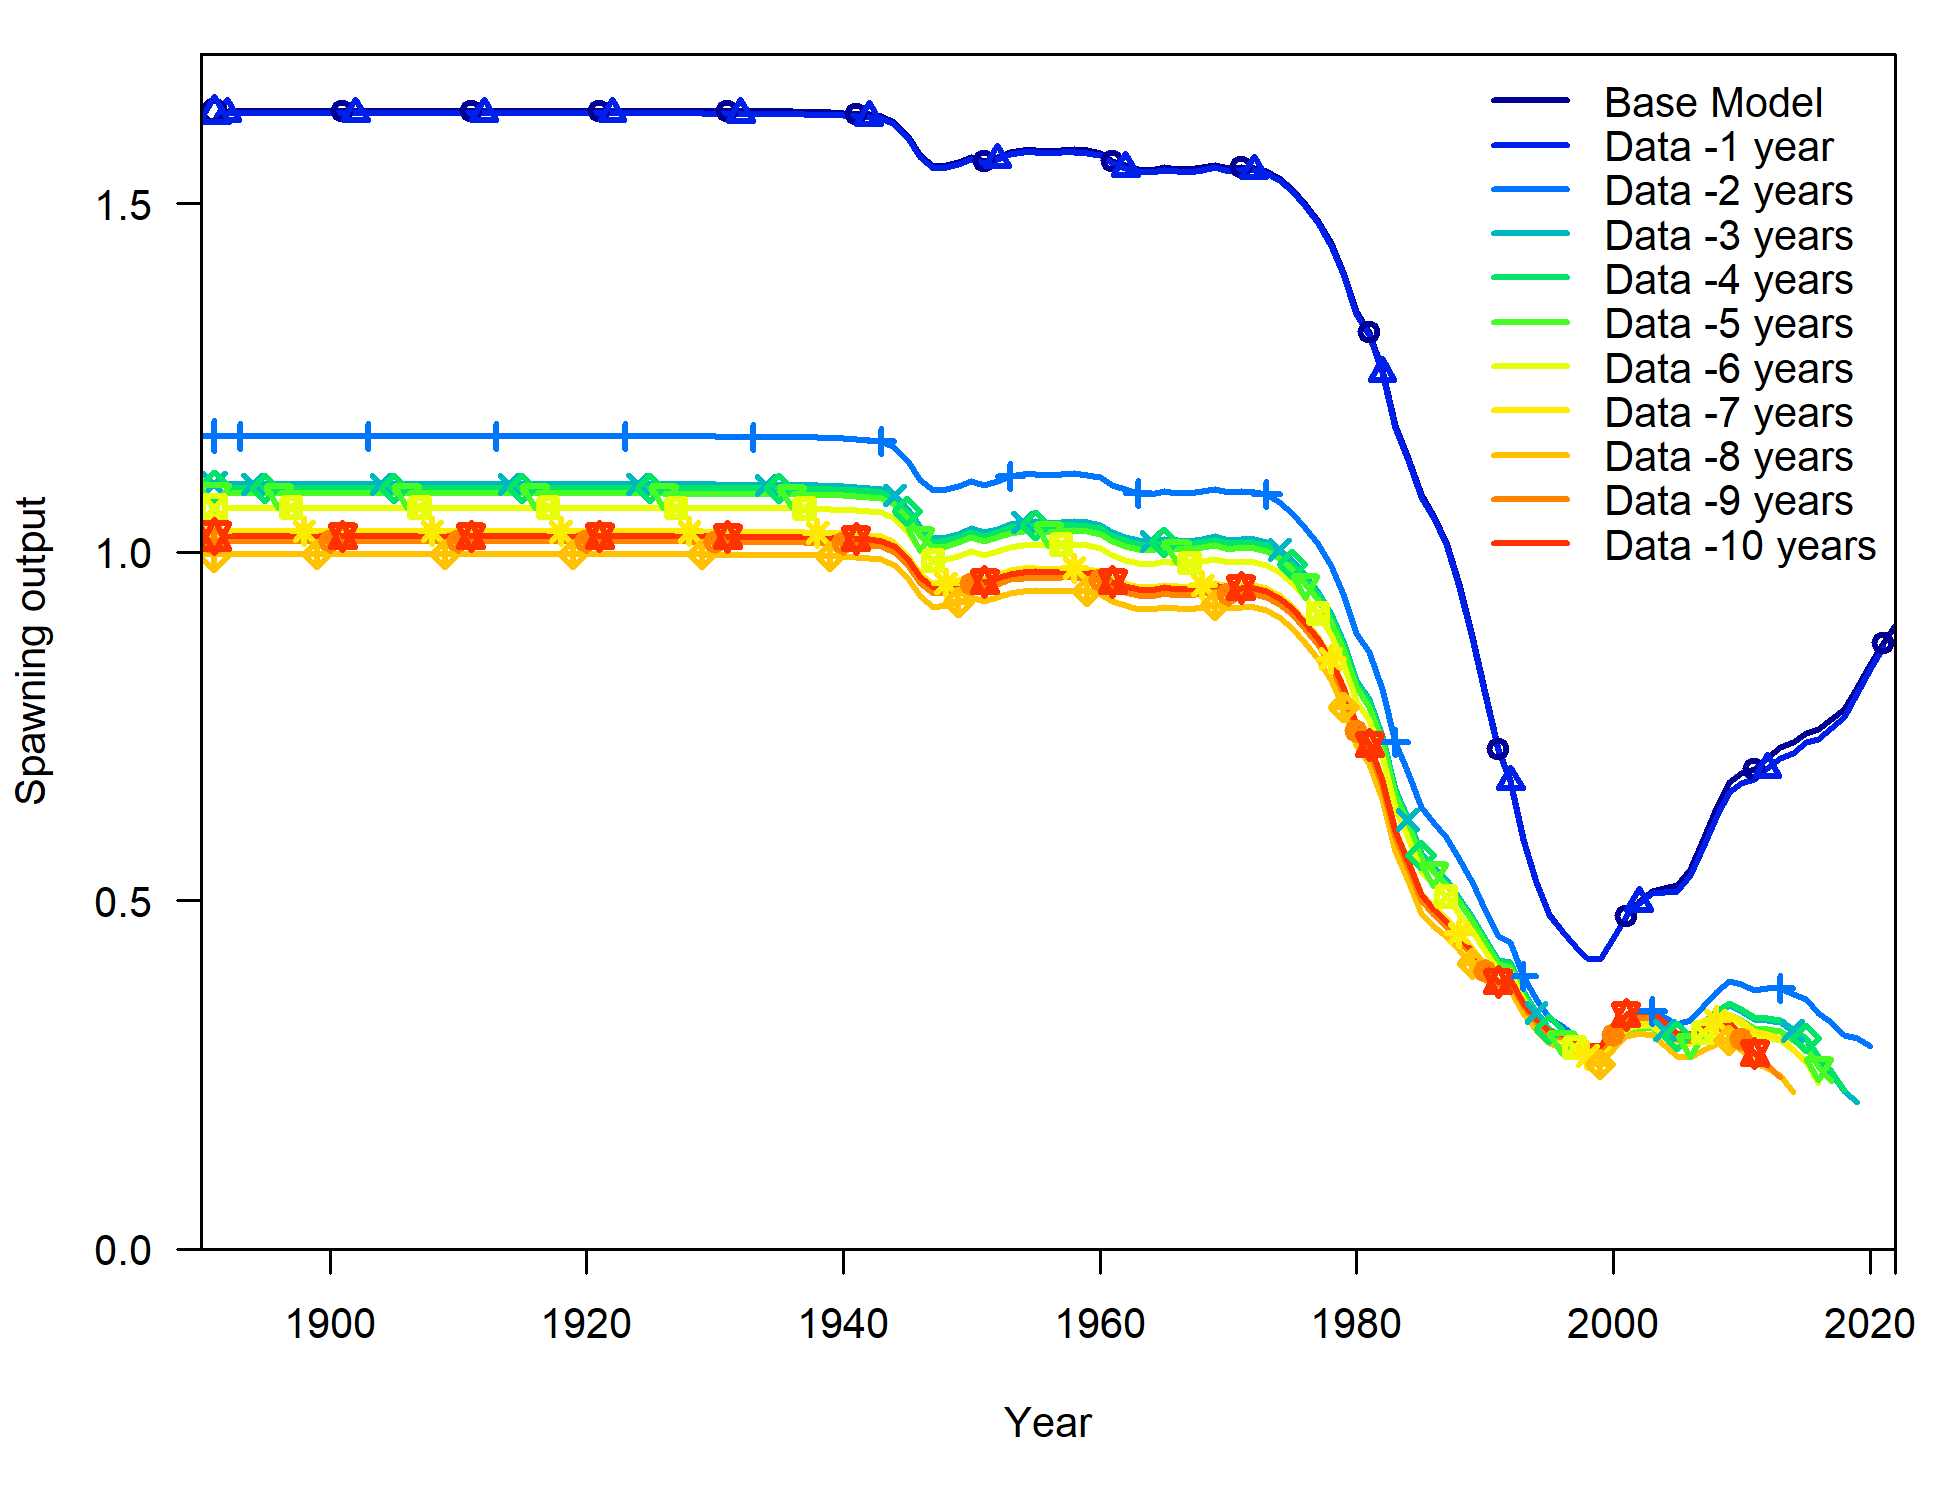 Base Model
Data -1 year
Data -2 years
Data -3 years
Data -4 years
Data -5 years
Data -6 years
Data -7 years
Data -8 years
Data -9 years
Data -10 years
Spawning output
1.5
1.0
0.5
0.0
1900 1920 1940 1960 1980 2000 2020
Year